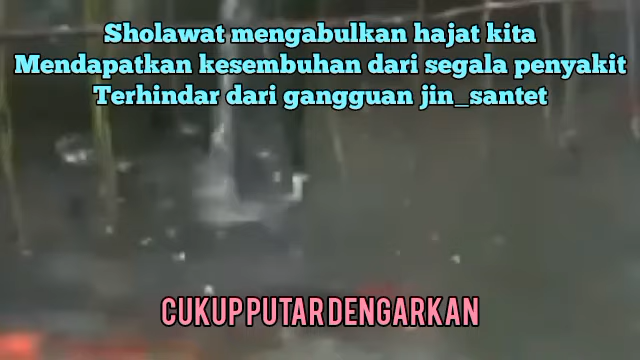 Sholawat mengabulkan hajat kita
Mendapatkan kesembuhan dari segala penyakit
Terhindar dari gangguan jin_santet
CUKUP PUTAR DENGARKAN